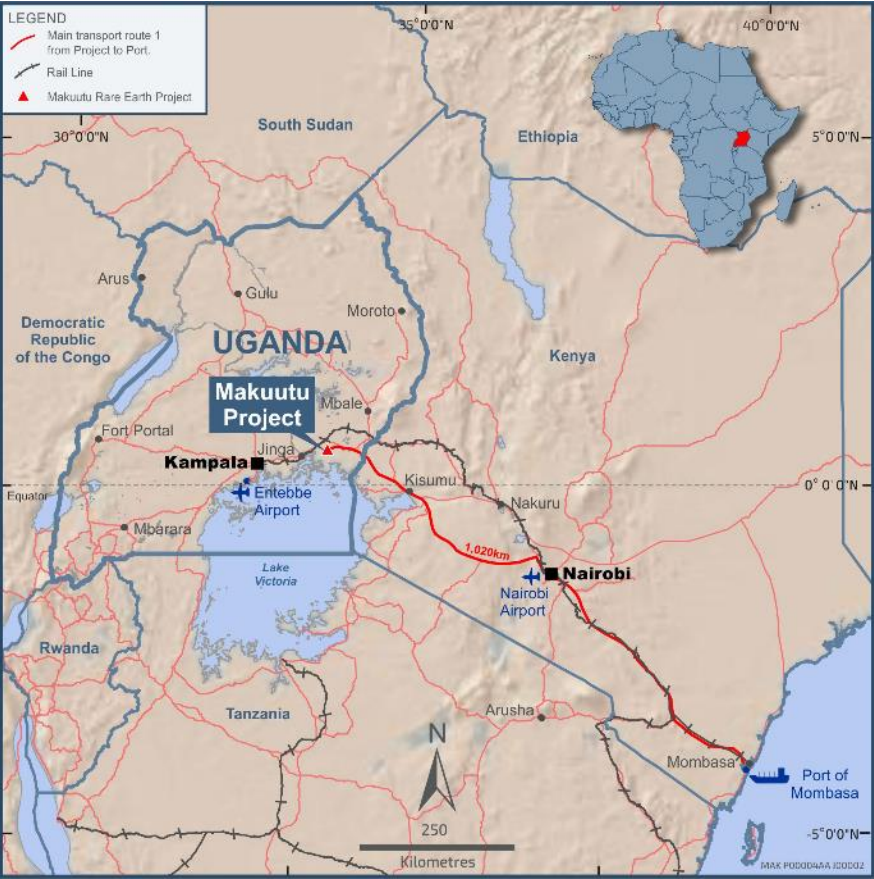 LEGEND
Main transport route 1
from Project to Port.
Rail Line
Makuutu Rare Earth Project
35°0'0"N
40°0'0"N
30°0'0"N
5°0'0"N
South Sudan
Ethiopia
Arus
Gulu
Moroto
Democratic
Republic
of the Congo
UGANDA
Kenya
Makuutu
Project
Mbale
Fort Portal
Jinga
Kampala
Kisumu
Equator
0°0'0"N
Entebbe
Airport
Nakuru
Mbarara
1,020km
Lake
Victoria
Nairobi
Nairobi
Airport
Rwanda
Tanzania
Arusha
N
Mombasa
Port of
Mombasa
250
Kilometres
-5°0'0"N
MAK P00004AA J00002